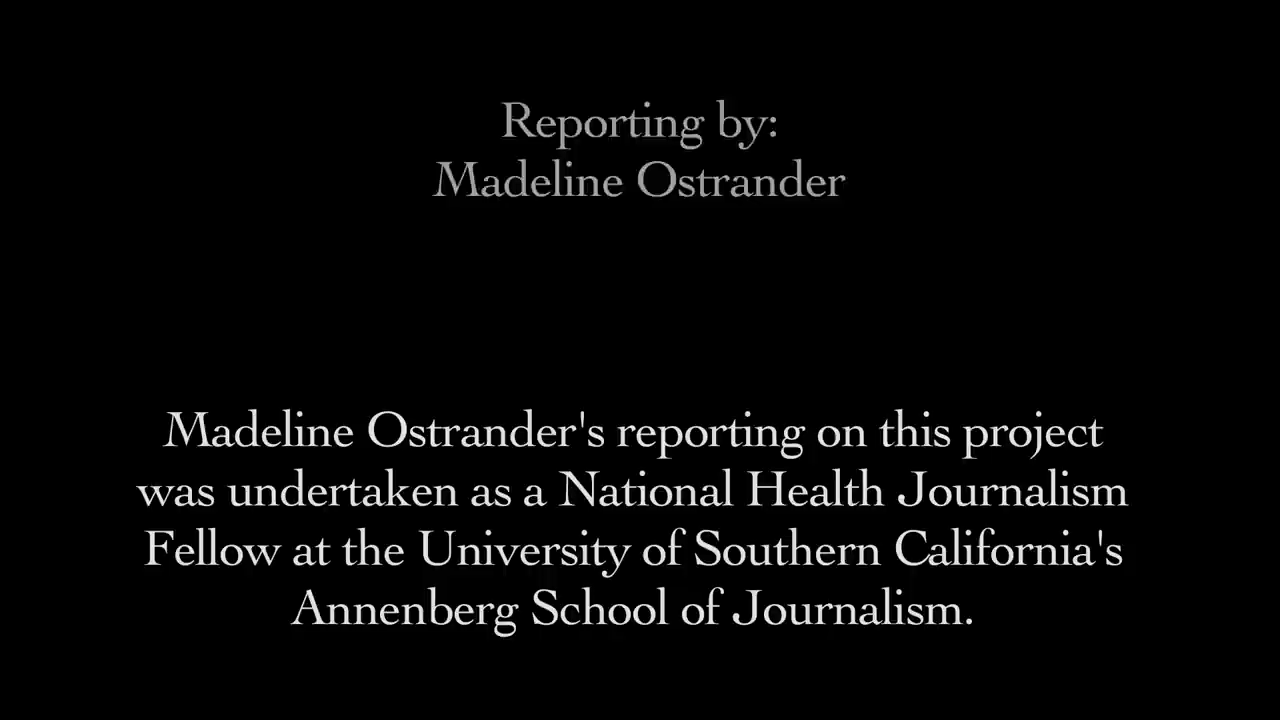 Reporting by:
Madeline Ostrander
Madeline Ostrander's reporting on this project
was undertaken as a National Health Journalism
Fellow at the University of Southern California's
Annenberg School of Journalism.